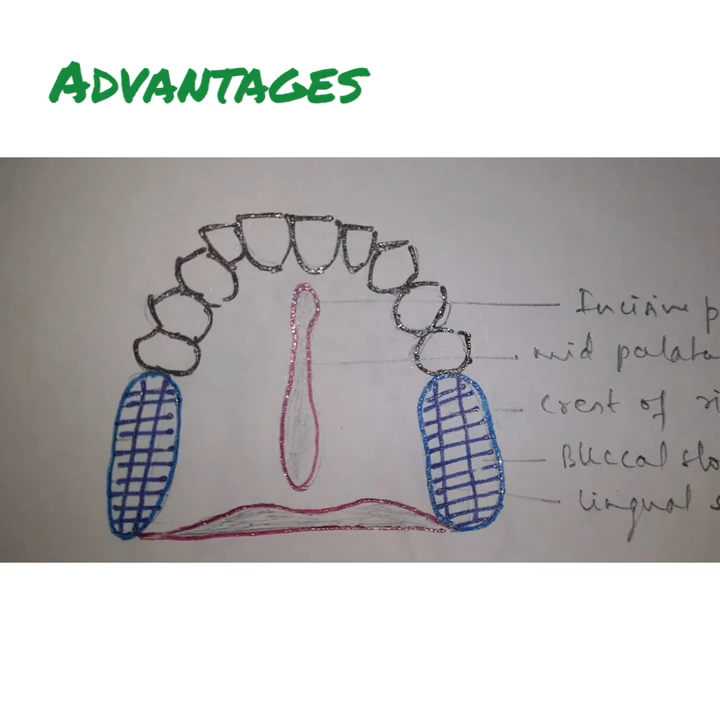 ADVANTAGES
Incisive p
mid palata
crest of ri
Buccal slo
lingual s